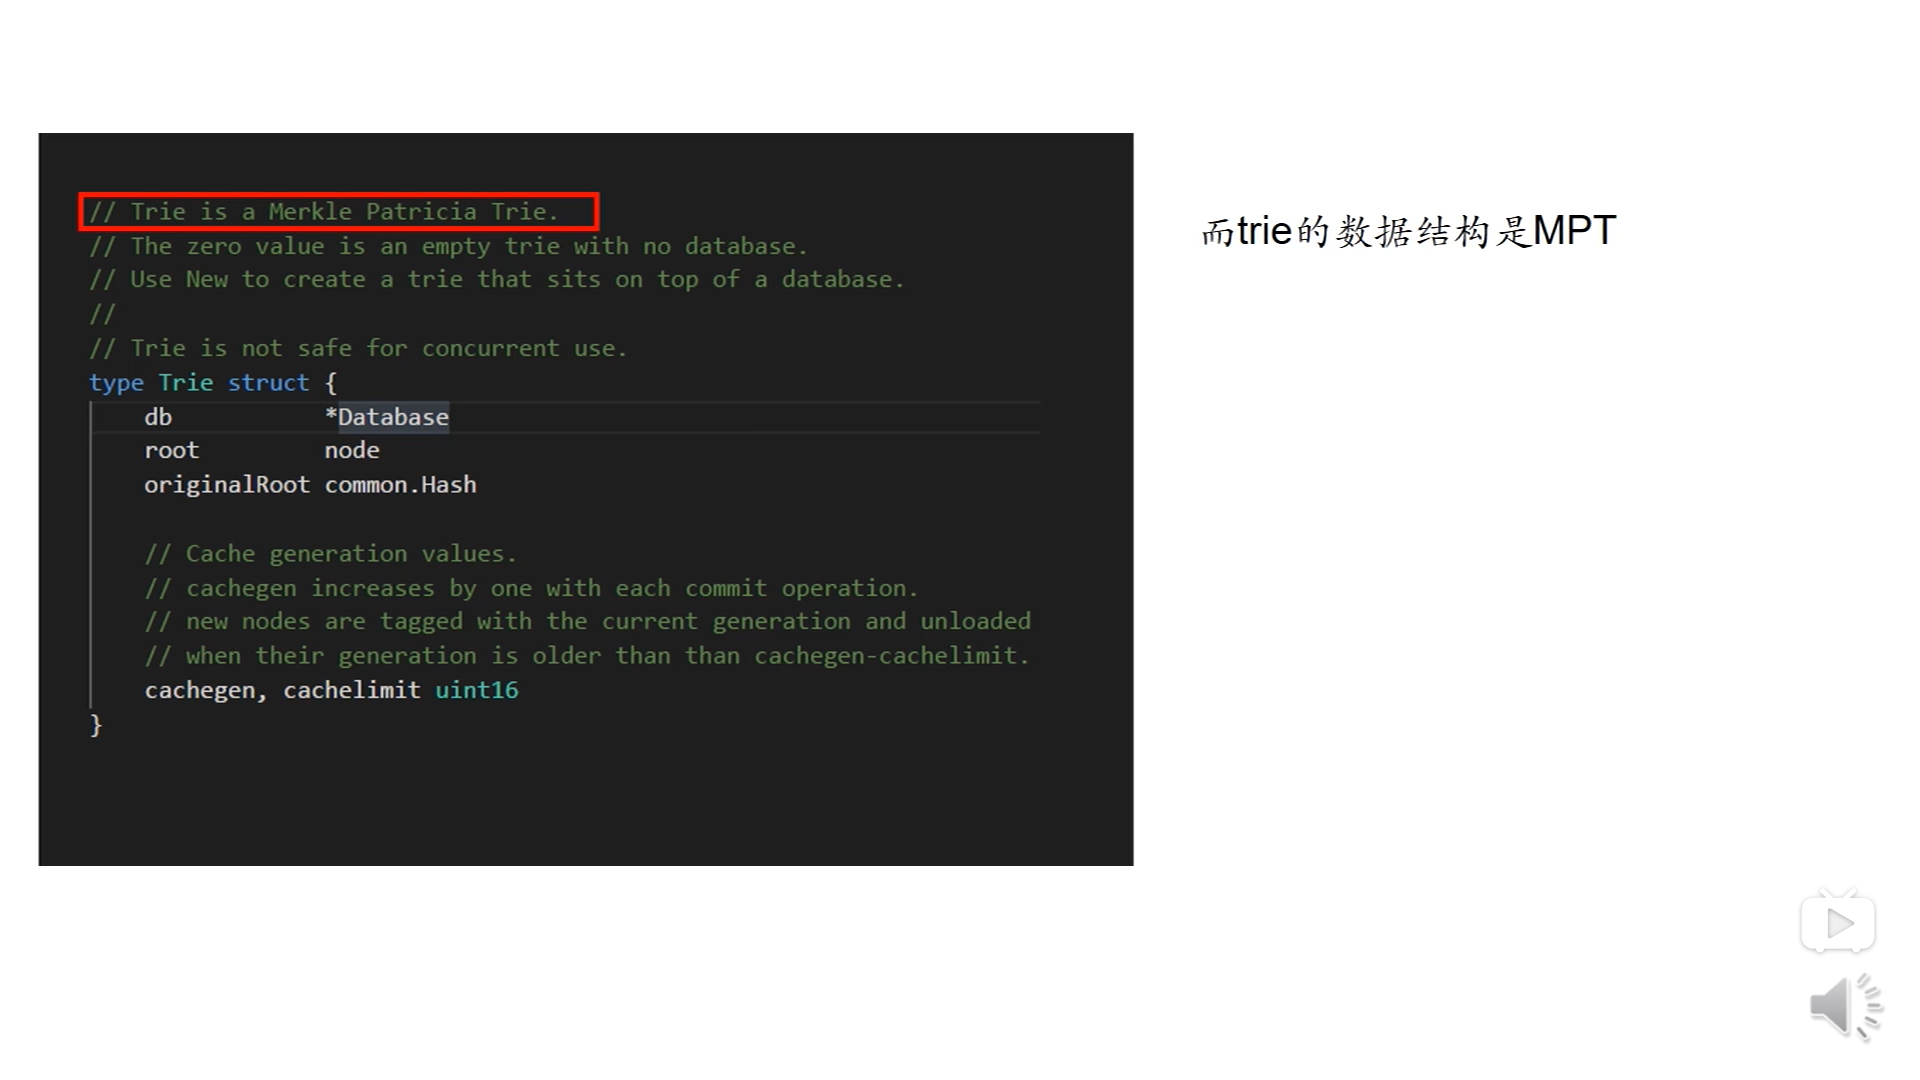 // Trie is a Merkle Patricia Trie.
// The zero value is an empty trie with no database.
// Use New to create a trie that sits on top of a database.
//
// Trie is not safe for concurrent use.
type Trie struct {
    db           *Database
    root         node
    originalRoot common.Hash

    // Cache generation values.
    // cachegen increases by one with each commit operation.
    // new nodes are tagged with the current generation and unloaded
    // when their generation is older than than cachegen-cachelimit.
    cachegen, cachelimit uint16
}
而trie的数据结构是MPT